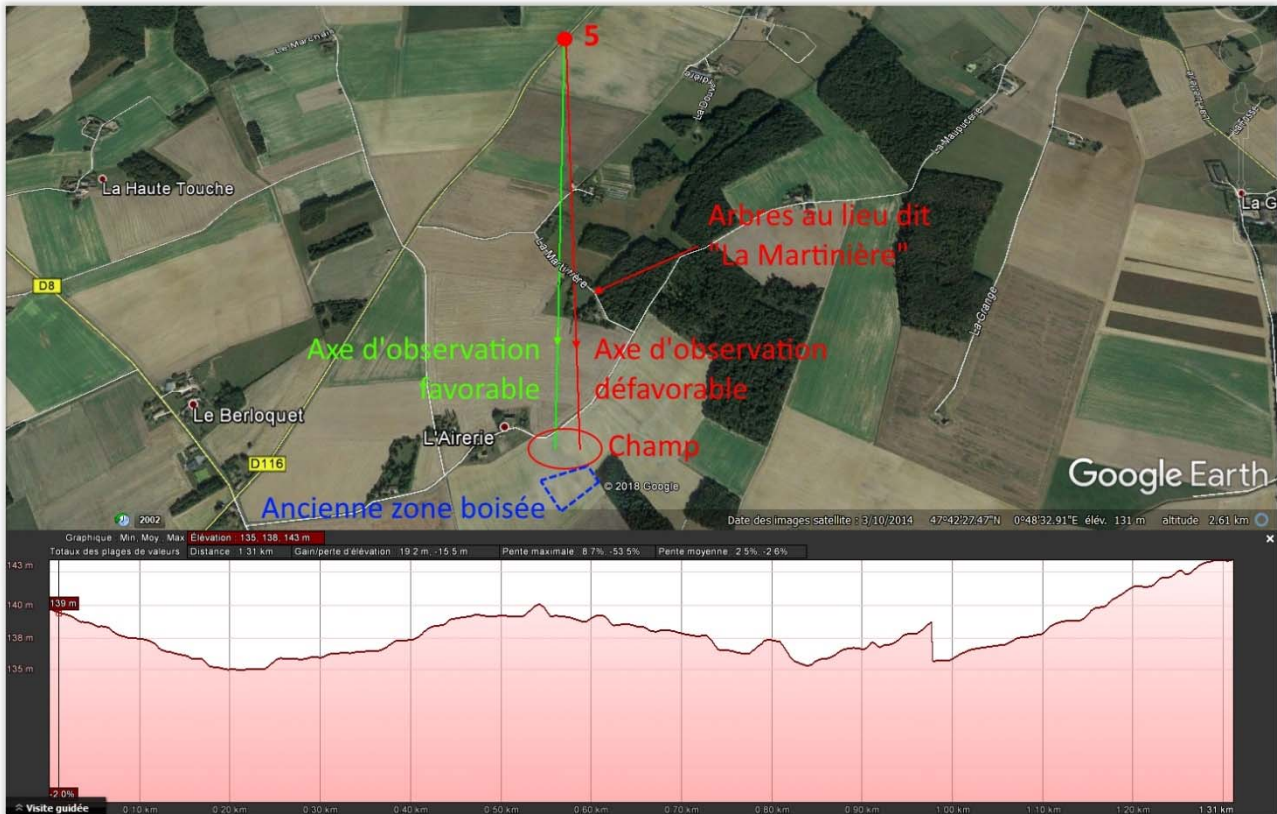 5
Le Marchais
La Haute Touche
La Maupucerie
La G
D8
Arbres au lieu dit
"La Martinière"
La Martinière
La Grange
Axe d'observation
favorable
Axe d'observation
défavorable
Le Berloquet
L'Airerie
Champ
D116
Ancienne zone boisée
© 2018 Google
Google Earth
2002
Date des images satellite : 3/10/2014 47°42'27.47"N 0°48'32.91"E élév. 131 m altitude 2.61 km
Graphique Min, Moy, Max Élévation : 135, 138, 143 m
Totaux des plages de valeurs Distance : 1.31 km Gain/perte d'élévation : 19.2 m, -15.5 m Pente maximale : 8.7%, -53.5% Pente moyenne : 2.5%, -2.6%
143 m
139 m
140 m
138 m
135 m
-2.0%
Visite guidée
0.10 km 0.20 km 0.30 km 0.40 km 0.50 km 0.60 km 0.70 km 0.80 km 0.90 km 1.00 km 1.10 km 1.20 km 1.31 km